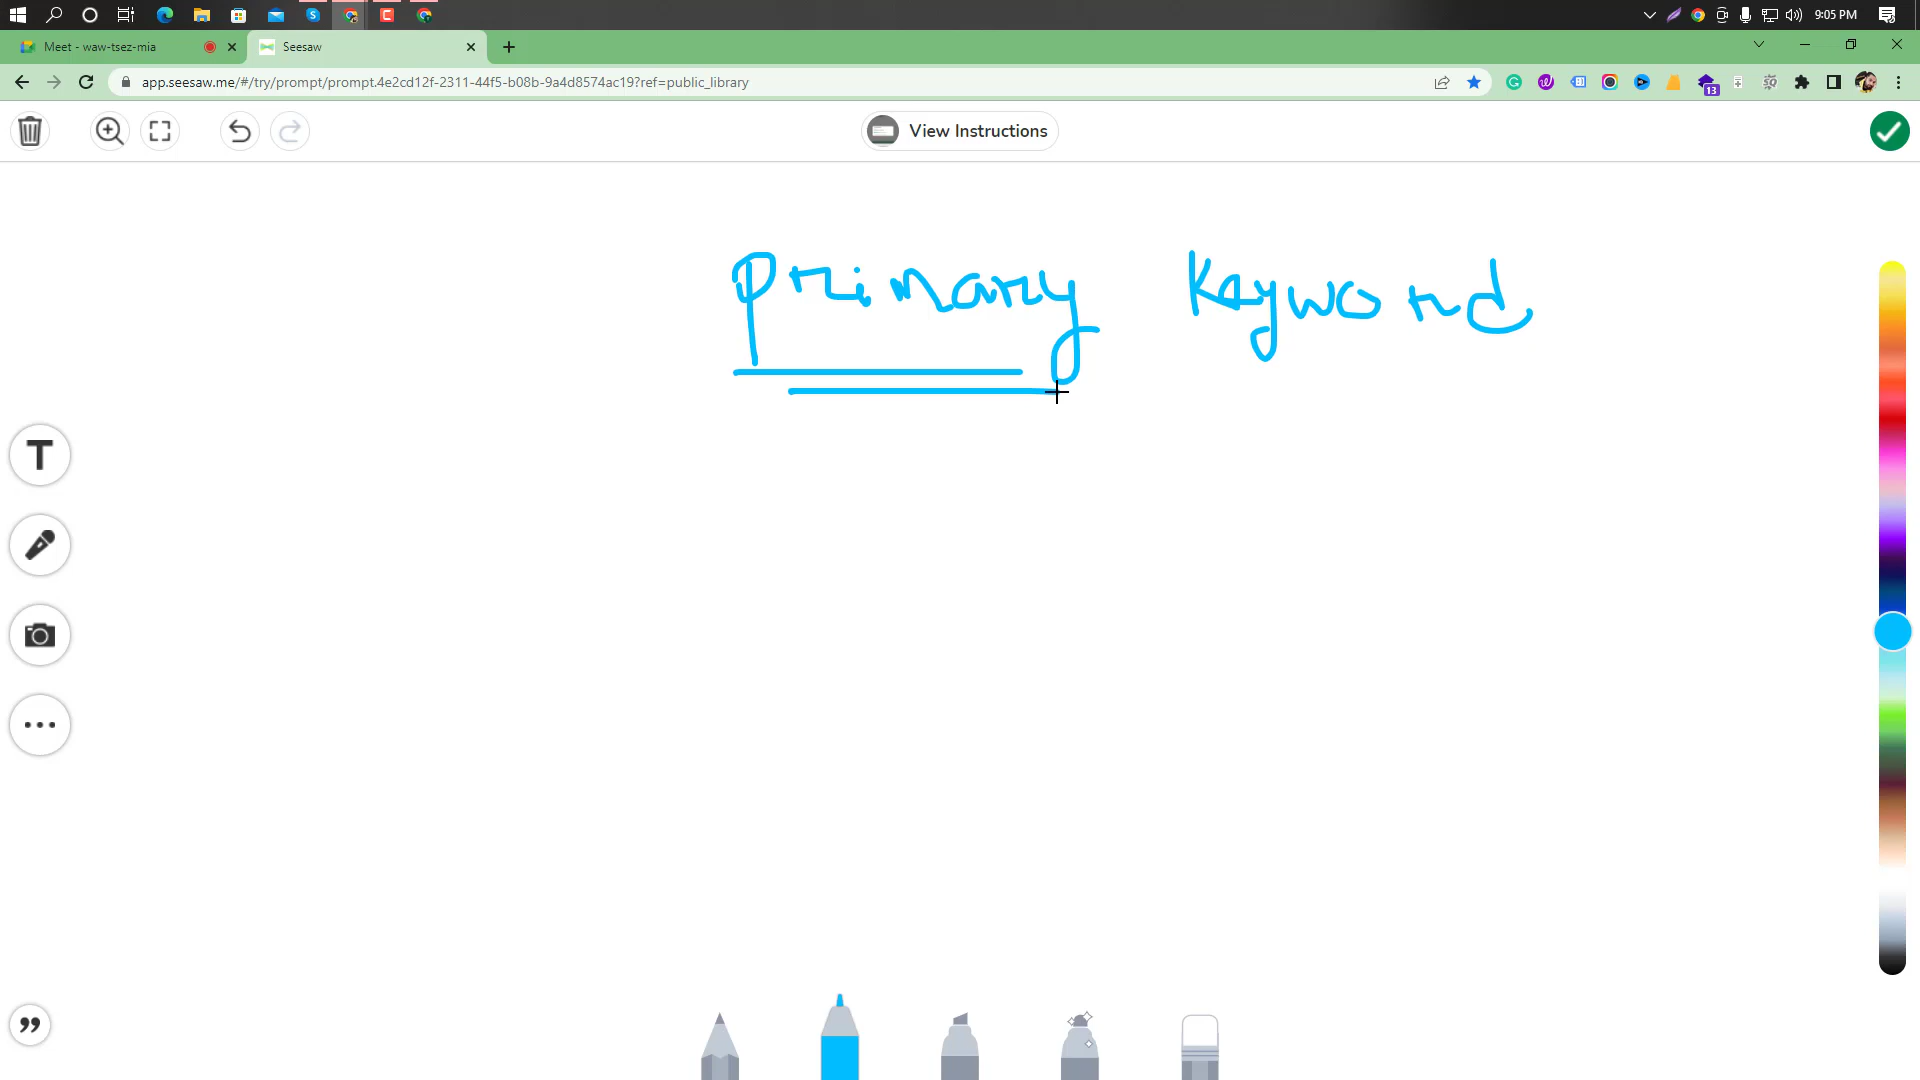 9:05 PM
Meet - waw-tsez-mia
Seesaw
app.seesaw.me/#/try/prompt/prompt.4e2cd12f-2311-44f5-b08b-9a4d8574ac19?ref=public_library
13
View Instructions
Primary Keyword
T